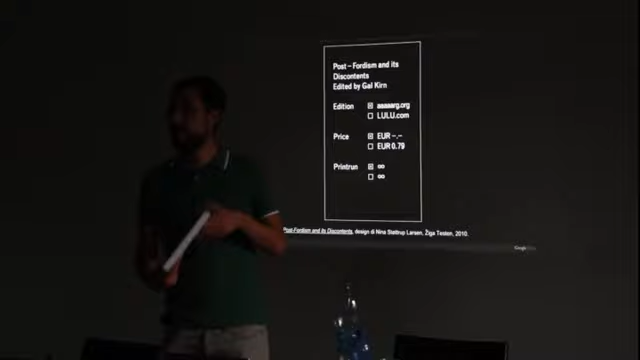 Post – Fordism and its
Discontents
Edited by Gal Kirn
Edition aaaaarg.org
LULU.com
Price EUR –.–
EUR 0.79
Printrun ∞
∞
Post-Fordism and its Discontents, design di Nina Støttrup Larsen, Žiga Testen, 2010.
Google